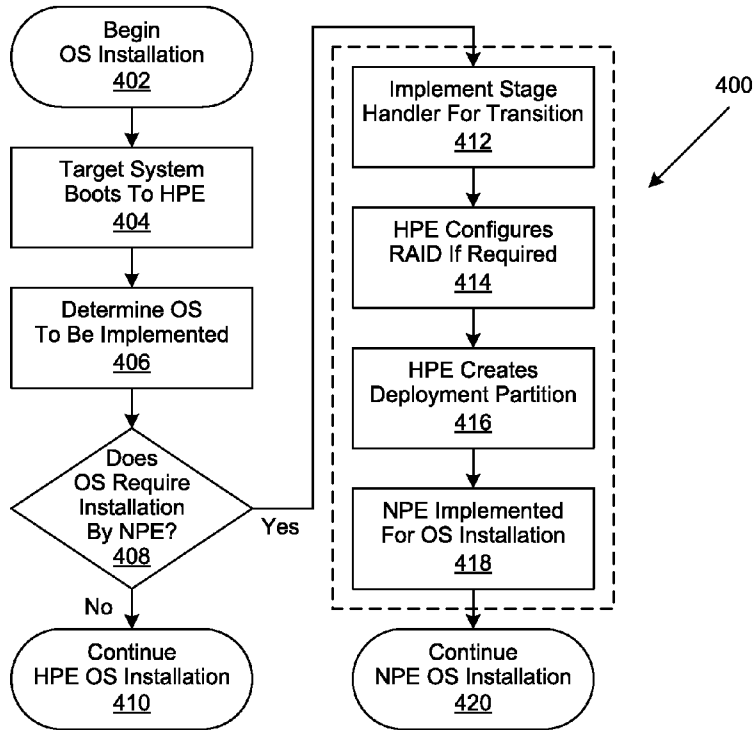 Begin
OS Installation
402
Target System
Boots To HPE
404
Determine OS
To Be Implemented
406
Does
OS Require
Installation
By NPE?
408
Yes
No
Continue
HPE OS Installation
410
Implement Stage
Handler For Transition
412
HPE Configures
RAID If Required
414
HPE Creates
Deployment Partition
416
NPE Implemented
For OS Installation
418
Continue
NPE OS Installation
420
400